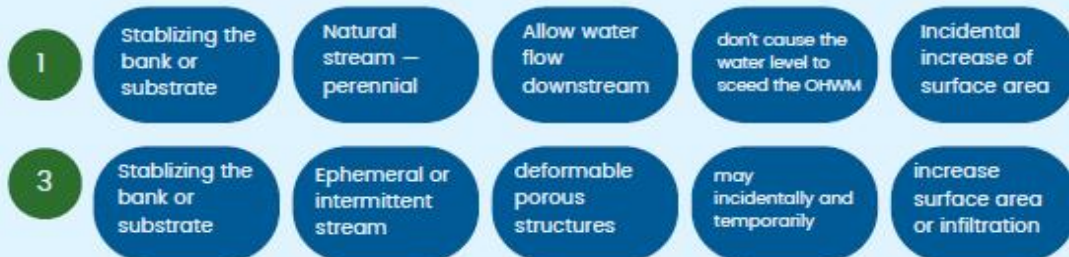 1
Stablizing the
bank or
substrate
Natural
stream —
perennial
Allow water
flow
downstream
don't cause the
water level to
sceed the OHWM
Incidental
increase of
surface area
3
Stablizing the
bank or
substrate
Ephemeral or
intermittent
stream
deformable
porous
structures
may
incidentally and
temporarily
increase
surface area
or infiltration